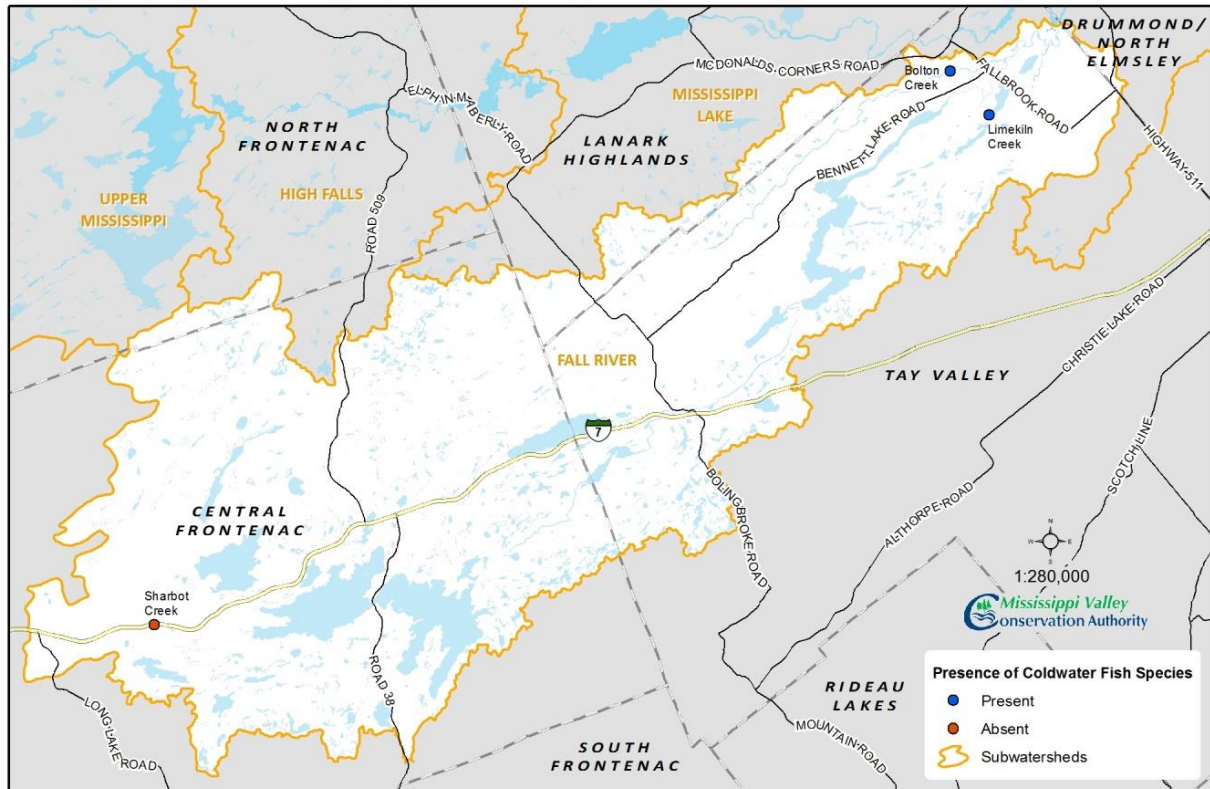 DRUMMOND/
NORTH
ELMSLEY
MCDONALDS-CORNERS-ROAD
Bolton
Creek
FALLBROOK-ROAD
Limekiln
Creek
HIGHWAY-511
ELPHIN-MABERLY-ROAD
MISSISSIPPI
LAKE
NORTH
FRONTENAC
LANARK
HIGHLANDS
BENNETT-LAKE-ROAD
UPPER
MISSISSIPPI
HIGH FALLS
ROAD 509
FALL RIVER
CHRISTIE-LAKE-ROAD
TAY VALLEY
7
BOLINGBROKE-ROAD
SCOTCH-LINE
ALTHORPE-ROAD
CENTRAL
FRONTENAC
Sharbot
Creek
N
W
E
S
1:280,000
Mississippi Valley
Conservation Authority
ROAD 38
LONG-LAKE-ROAD
RIDEAU
LAKES
MOUNTAIN-ROAD
SOUTH
FRONTENAC
Presence of Coldwater Fish Species
Present
Absent
Subwatersheds